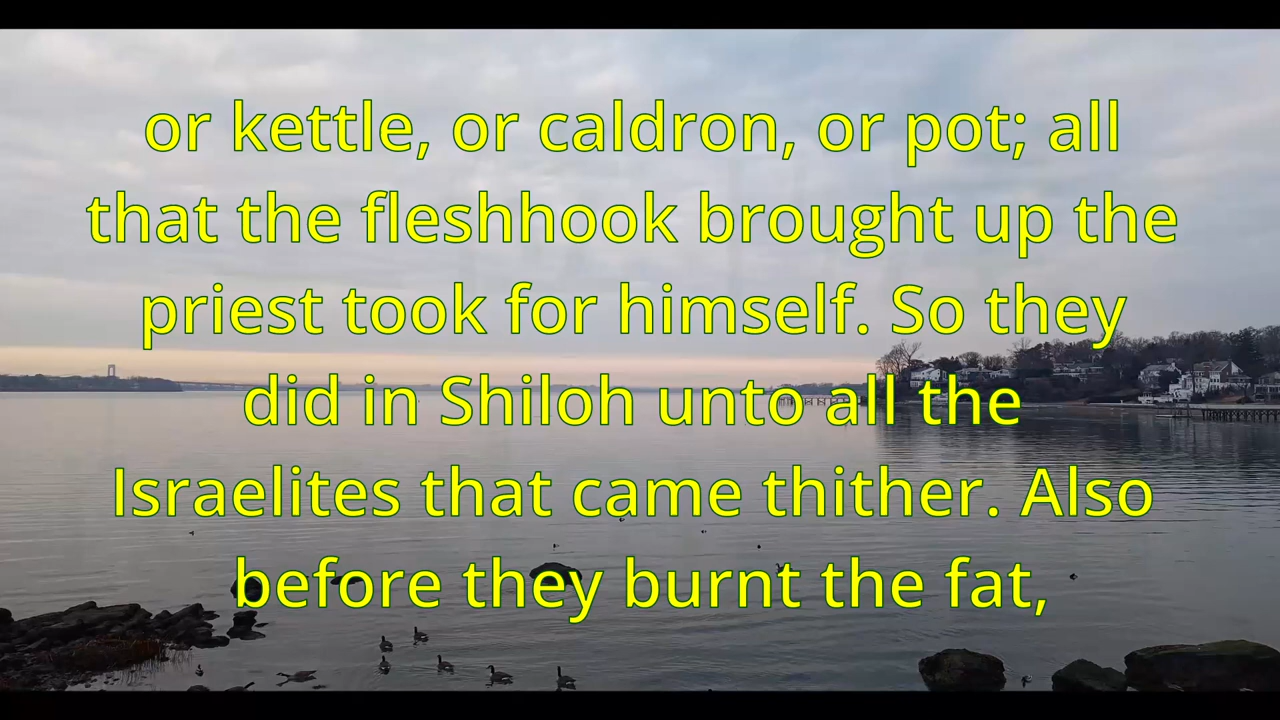 or kettle, or caldron, or pot; all
that the fleshhook brought up the
priest took for himself. So they
did in Shiloh unto all the
Israelites that came thither. Also
before they burnt the fat,